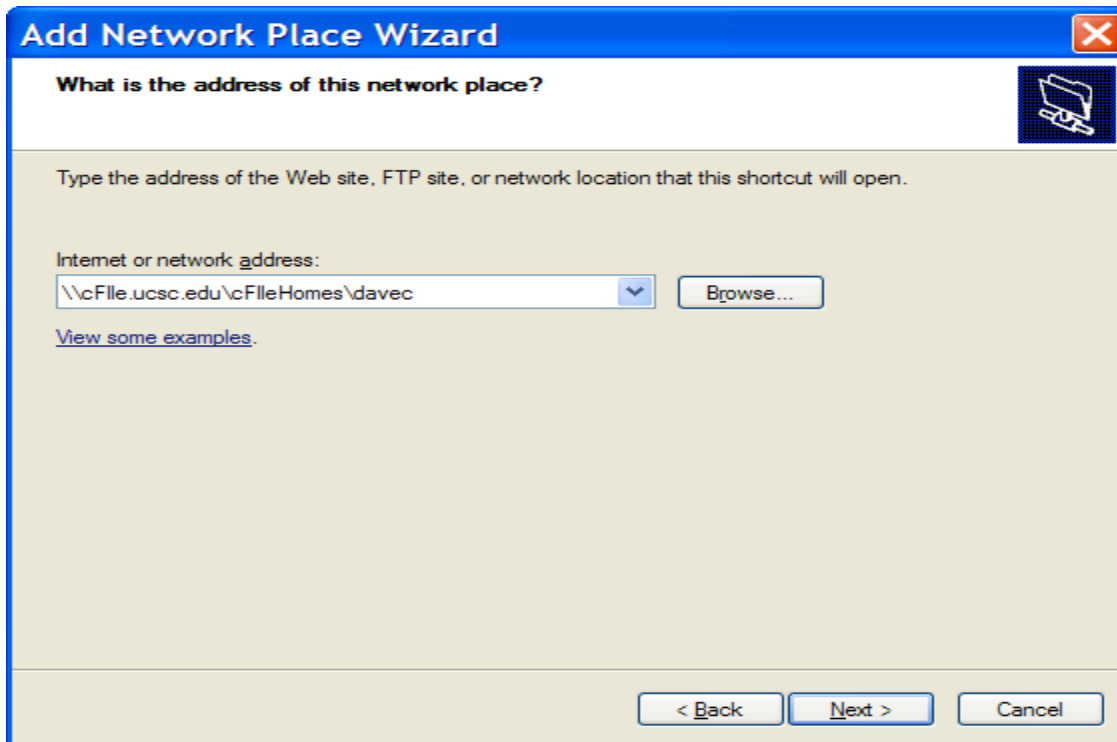 Add Network Place Wizard
What is the address of this network place?
Type the address of the Web site, FTP site, or network location that this shortcut will open.
Internet or network address:
\\cFlle.ucsc.edu\cFlleHomes\davec
Browse...
View some examples.
< Back Next > Cancel